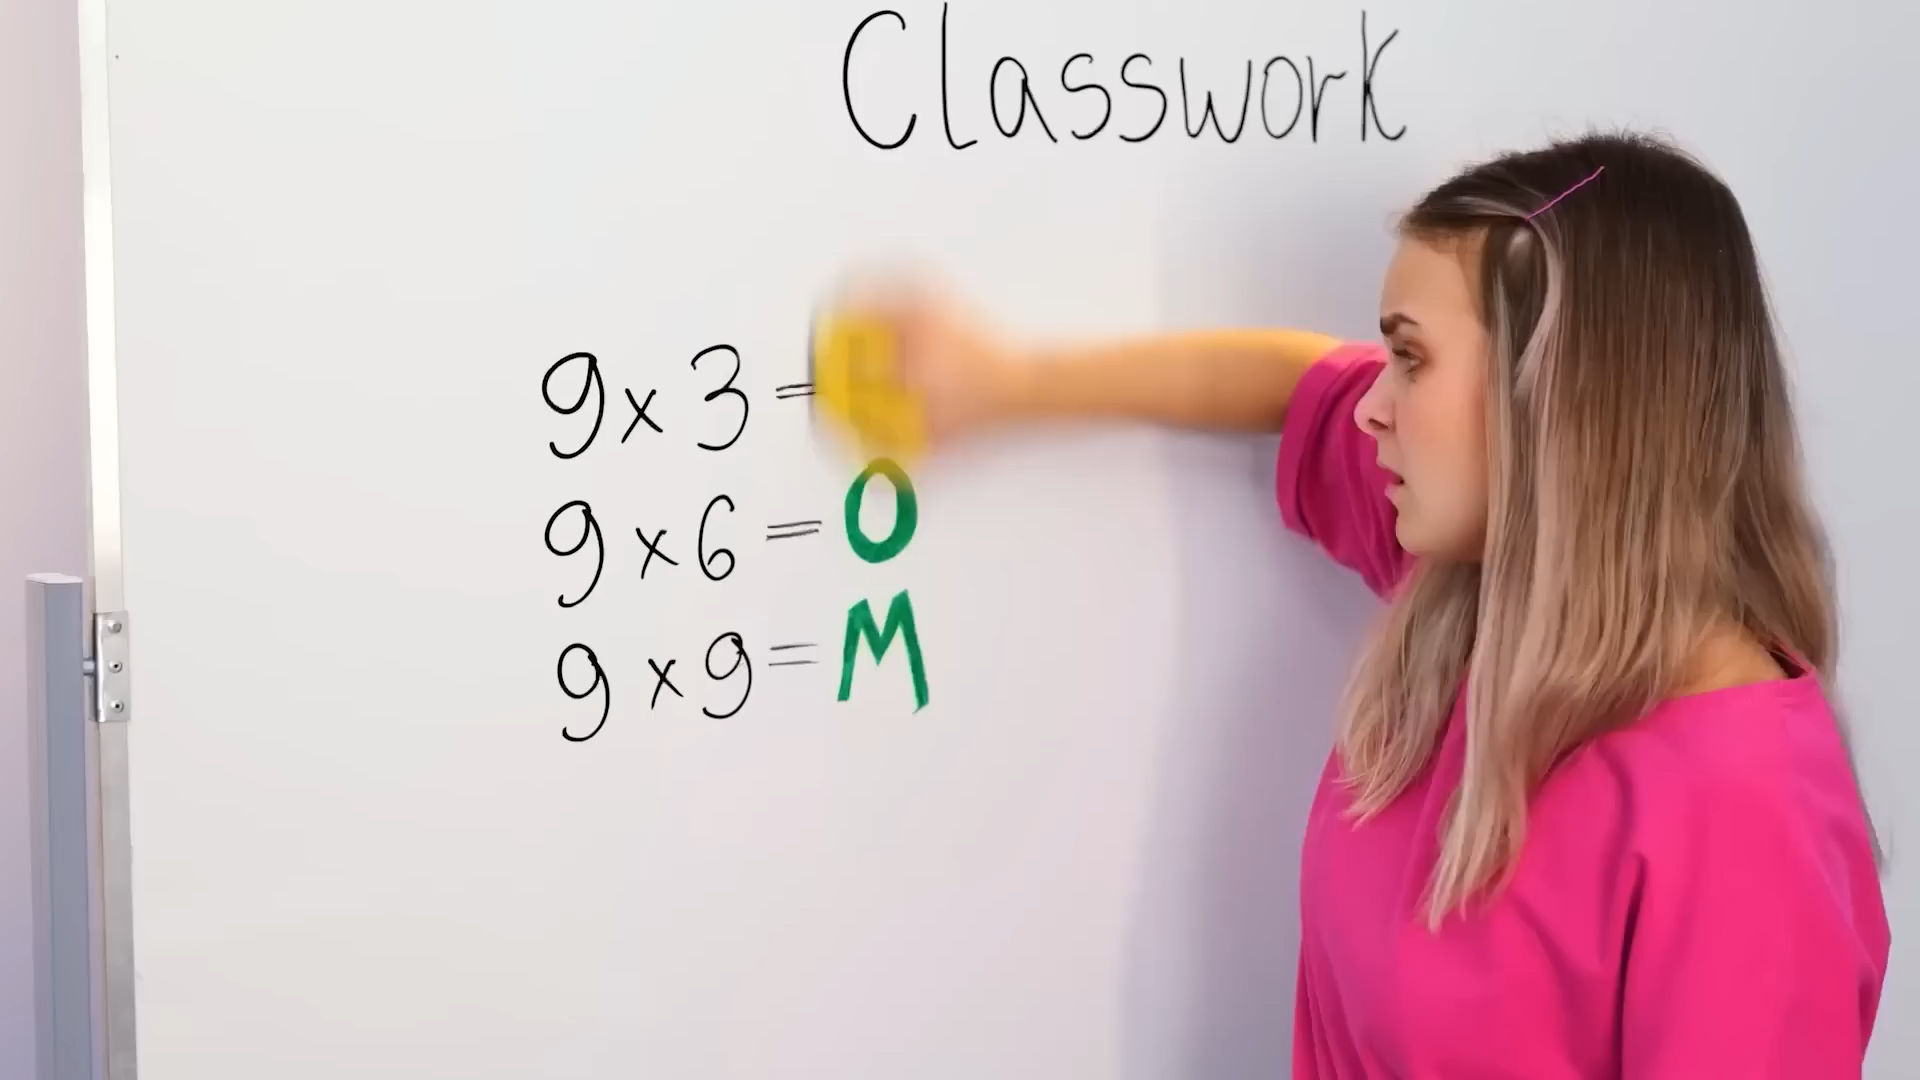 Classwork
9 x 3 =
9 x 6 = O
9 x 9 = M